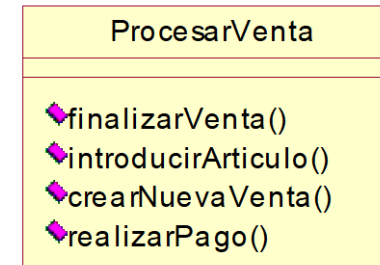 ProcesarVenta
finalizarVenta()
introducirArticulo()
crearNuevaVenta()
realizarPago()